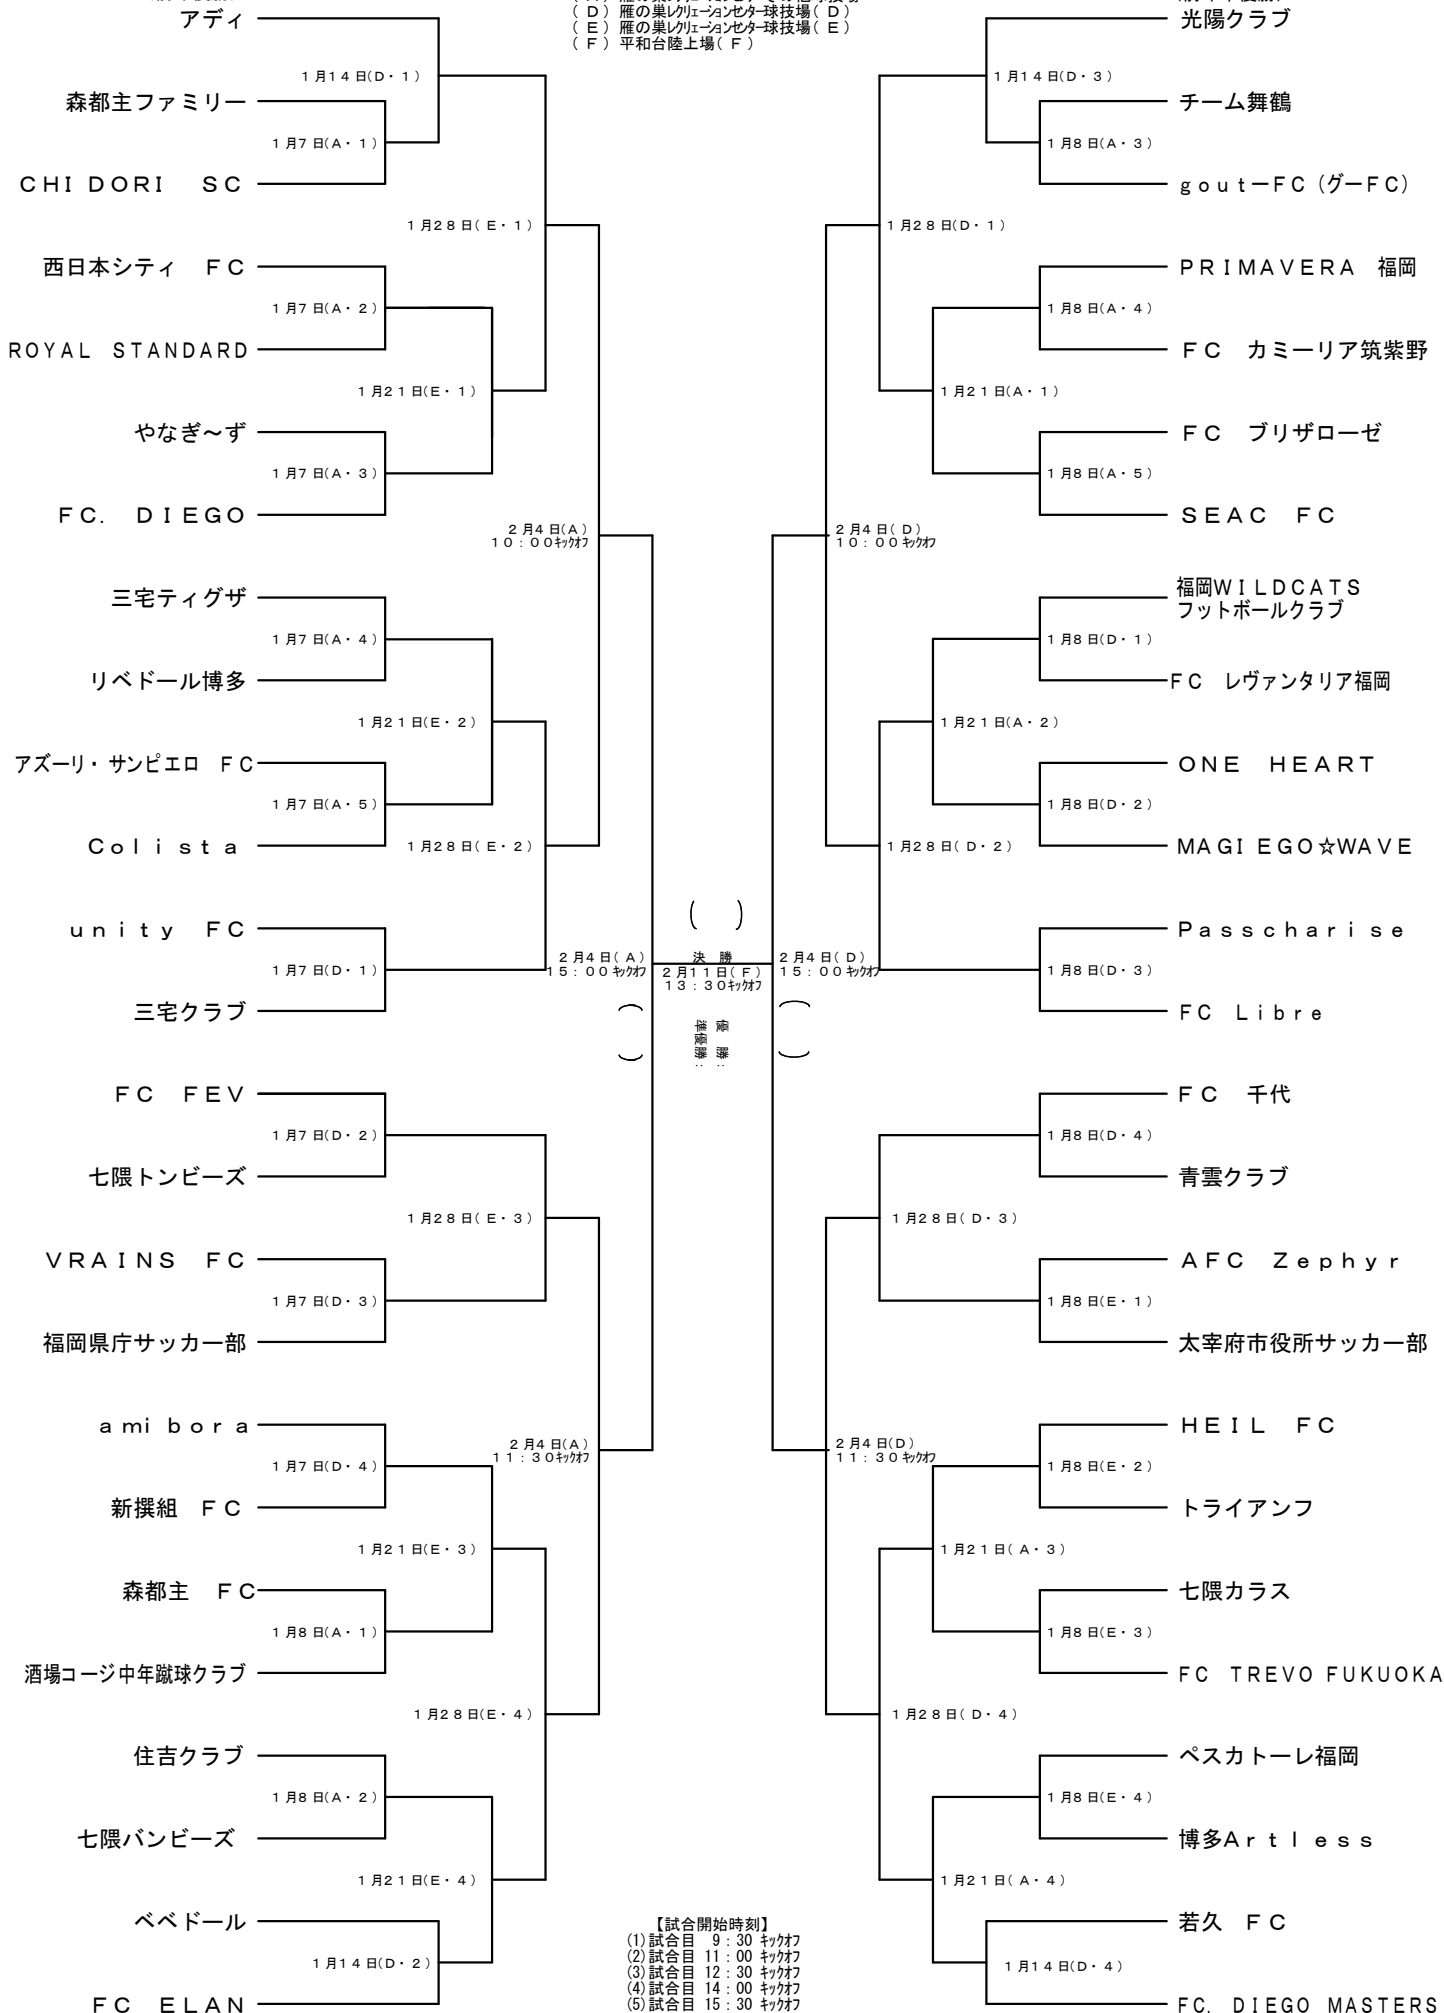 (D) 雁の巣ﾚｸﾘｴｰｼｮﾝｾﾝﾀｰ球技場(D)
(E) 雁の巣ﾚｸﾘｴｰｼｮﾝｾﾝﾀｰ球技場(E)
(F) 平和台陸上場(F)
アディ
1月14日(D・1)
森都主ファミリー
1月7日(A・1)
CHIDORI SC
1月28日(E・1)
西日本シティ FC
1月7日(A・2)
ROYAL STANDARD
1月21日(E・1)
やなぎ～ず
1月7日(A・3)
FC. DIEGO
2月4日(A)
10:00ｷｯｸｵﾌ
三宅ティグザ
1月7日(A・4)
リベドール博多
1月21日(E・2)
アズーリ・サンピエロ FC
1月7日(A・5)
Colista
1月28日(E・2)
unity FC
1月7日(D・1)
三宅クラブ
2月4日(A)
15:00ｷｯｸｵﾌ
FC FEV
1月7日(D・2)
七隈トンビーズ
1月28日(E・3)
VRAINS FC
1月7日(D・3)
福岡県庁サッカー部
2月4日(A)
11:30ｷｯｸｵﾌ
amibora
1月7日(D・4)
新撰組 FC
1月21日(E・3)
森都主 FC
1月8日(A・1)
酒場コージ中年蹴球クラブ
1月28日(E・4)
住吉クラブ
1月8日(A・2)
七隈バンビーズ
1月21日(E・4)
ベベドール
1月14日(D・2)
FC ELAN
( )
決 勝
2月11日(F)
13:30ｷｯｸｵﾌ
優 勝:
準優勝:
( )
( )
【試合開始時刻】
(1)試合目 9:30 ｷｯｸｵﾌ
(2)試合目 11:00 ｷｯｸｵﾌ
(3)試合目 12:30 ｷｯｸｵﾌ
(4)試合目 14:00 ｷｯｸｵﾌ
(5)試合目 15:30 ｷｯｸｵﾌ
光陽クラブ
1月14日(D・3)
チーム舞鶴
1月8日(A・3)
goutーFC(グーFC)
1月28日(D・1)
PRIMAVERA 福岡
1月8日(A・4)
FC カミーリア筑紫野
1月21日(A・1)
FC ブリザローゼ
1月8日(A・5)
SEAC FC
2月4日(D)
10:00ｷｯｸｵﾌ
福岡WILDCATS
フットボールクラブ
1月8日(D・1)
FC レヴァンタリア福岡
1月21日(A・2)
ONE HEART
1月8日(D・2)
MAGIEGO☆WAVE
1月28日(D・2)
Passcharise
1月8日(D・3)
FC Libre
2月4日(D)
15:00ｷｯｸｵﾌ
FC 千代
1月8日(D・4)
青雲クラブ
1月28日(D・3)
AFC Zephyr
1月8日(E・1)
太宰府市役所サッカー部
2月4日(D)
11:30ｷｯｸｵﾌ
HEIL FC
1月8日(E・2)
トライアンフ
1月21日(A・3)
七隈カラス
1月8日(E・3)
FC TREVO FUKUOKA
1月28日(D・4)
ペスカトーレ福岡
1月8日(E・4)
博多Artless
1月21日(A・4)
若久 FC
1月14日(D・4)
FC. DIEGO MASTERS